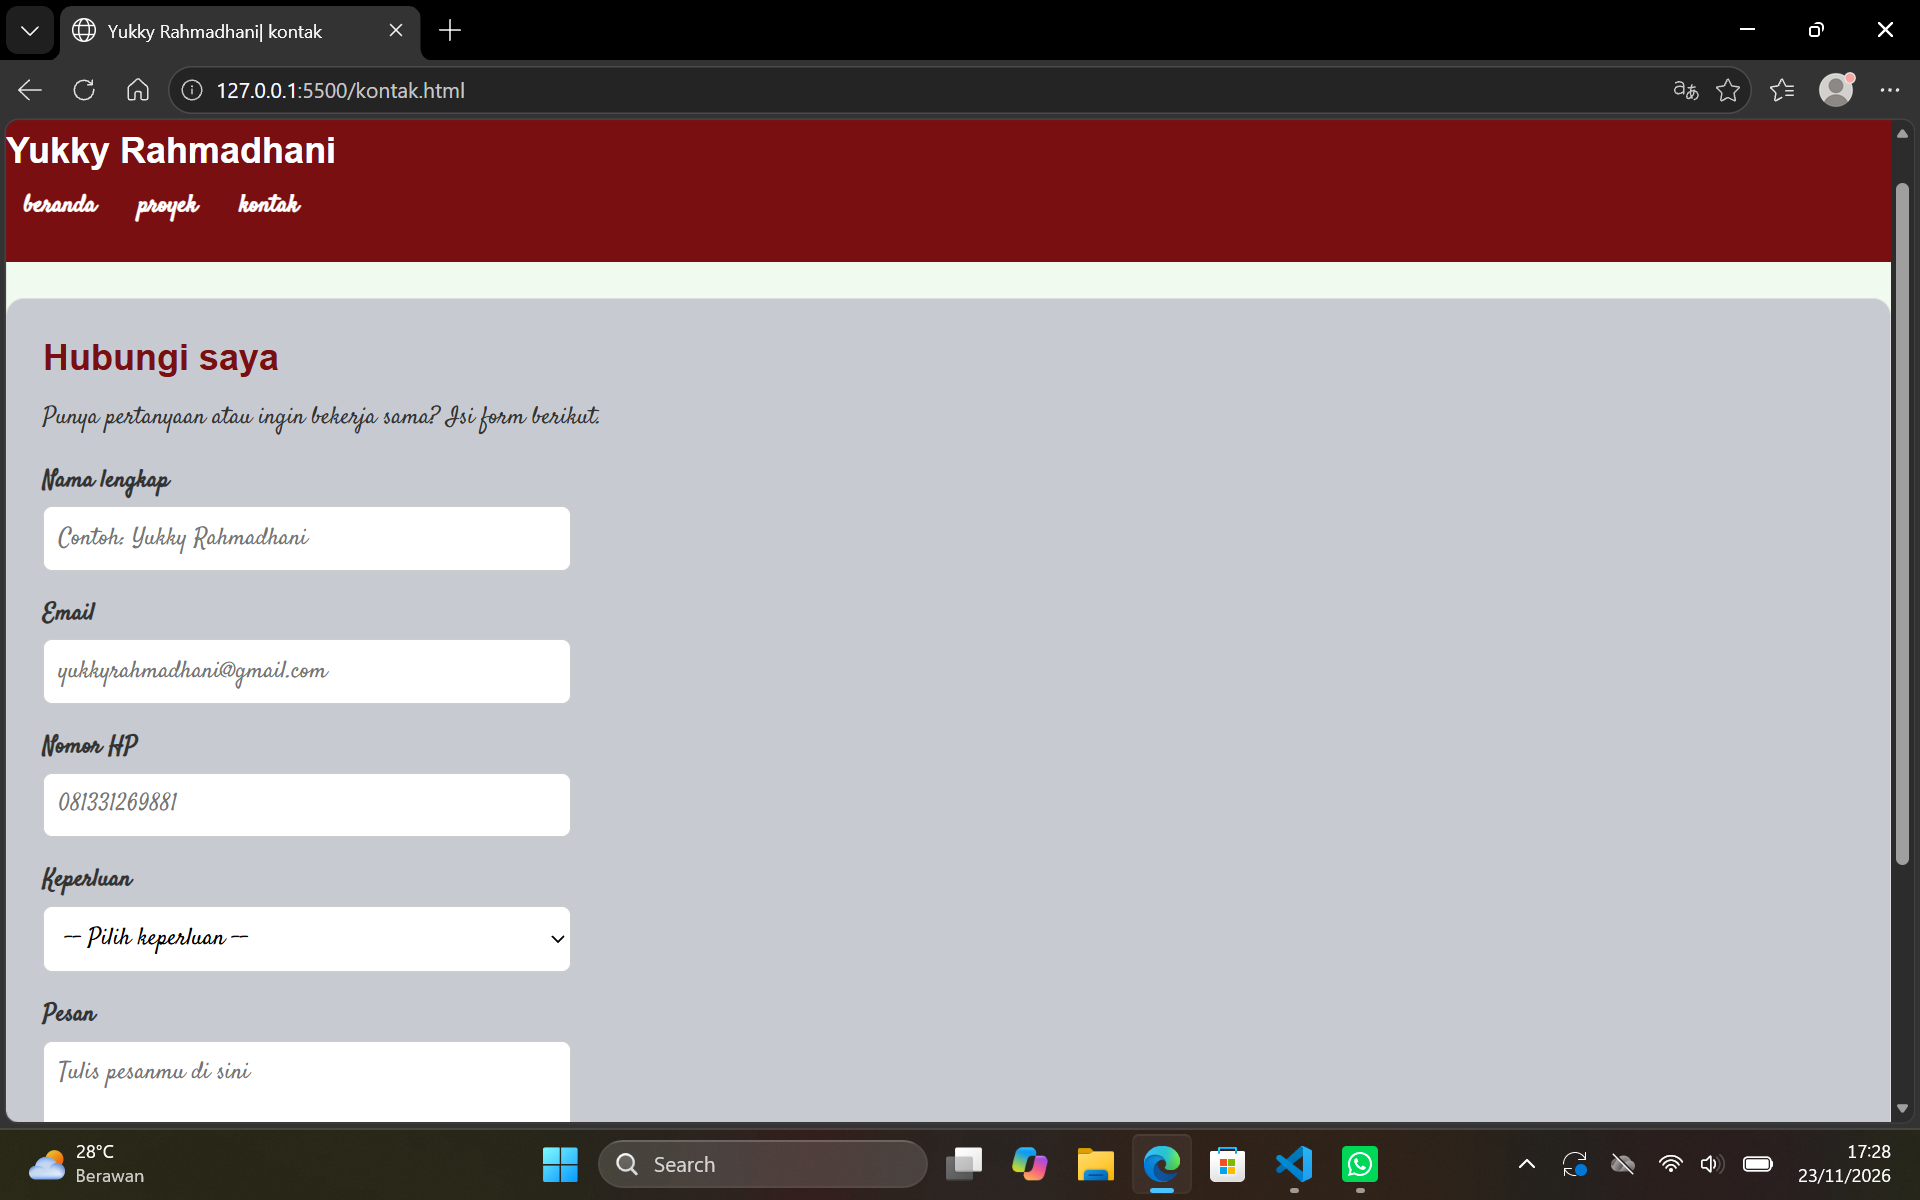 Yukky Rahmadhani| kontak
127.0.0.1:5500/kontak.html
Yukky Rahmadhani
beranda proyek kontak
Hubungi saya
Punya pertanyaan atau ingin bekerja sama? Isi form berikut.
Nama lengkap
Contoh: Yukky Rahmadhani
Email
yukkyrahmadhani@gmail.com
Nomor HP
081331269881
Keperluan
-- Pilih keperluan --
Pesan
Tulis pesanmu di sini
28°C
Berawan
Search
17:28
23/11/2026